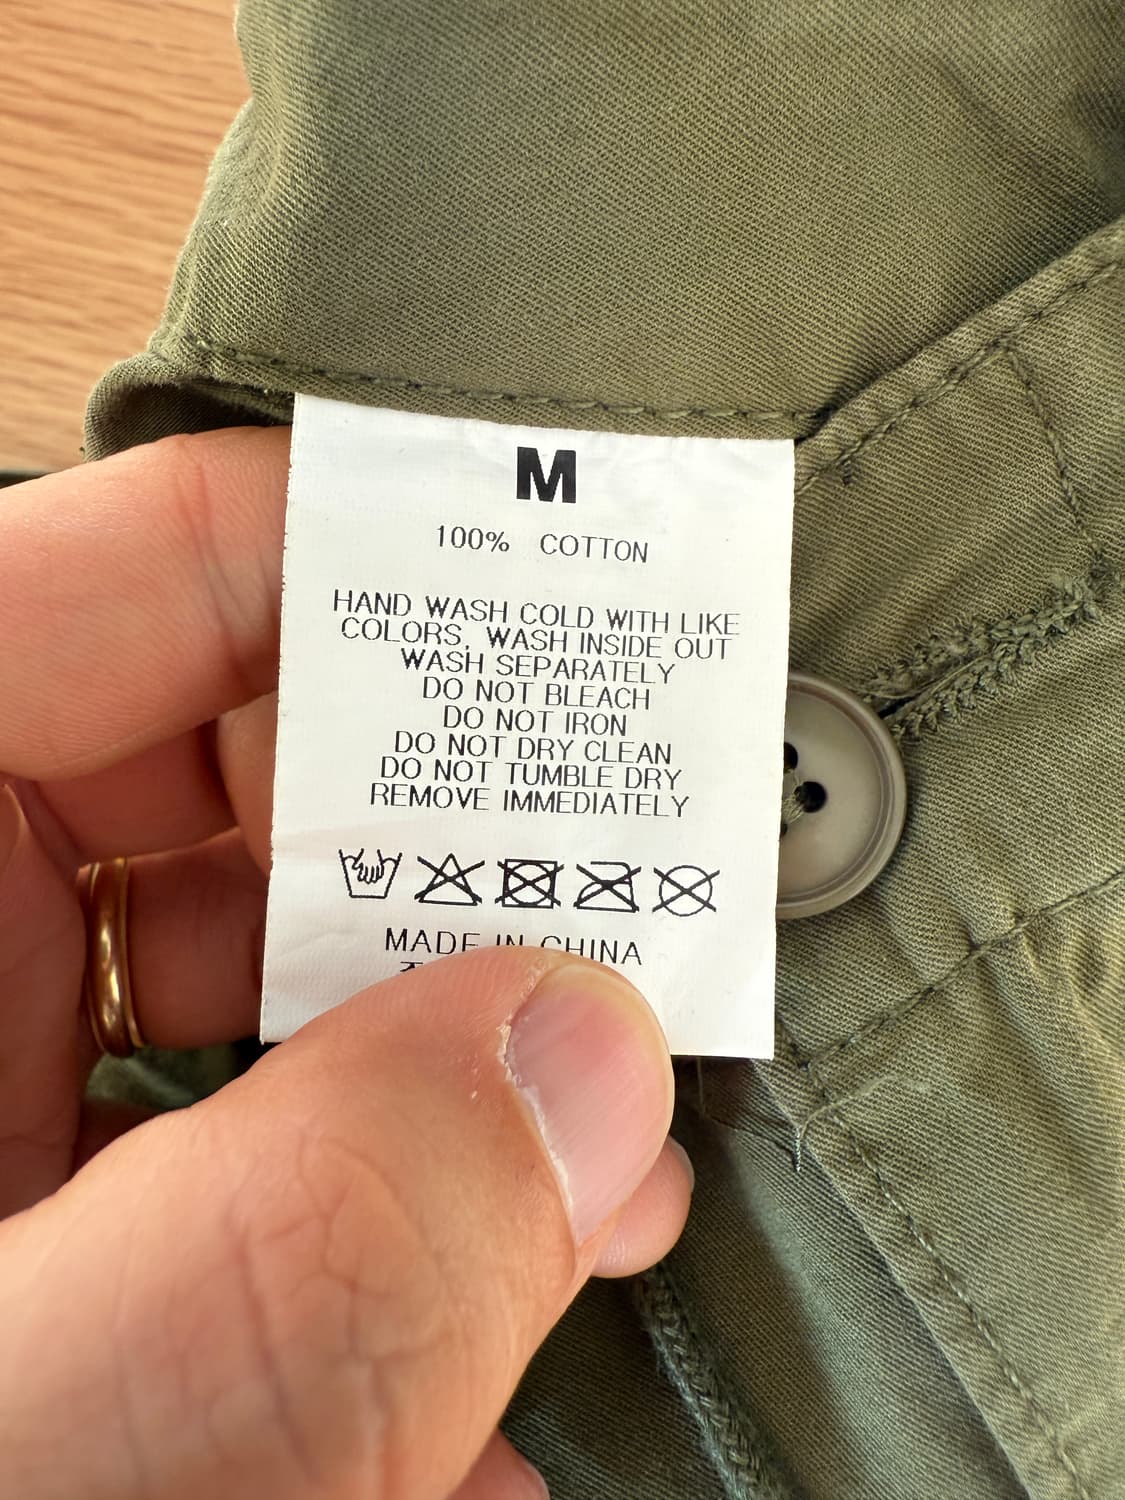 M
100% COTTON
HAND WASH COLD WITH LIKE
COLORS, WASH INSIDE OUT
WASH SEPARATELY
DO NOT BLEACH
DO NOT IRON
DO NOT DRY CLEAN
DO NOT TUMBLE DRY
REMOVE IMMEDIATELY
MADE IN CHINA